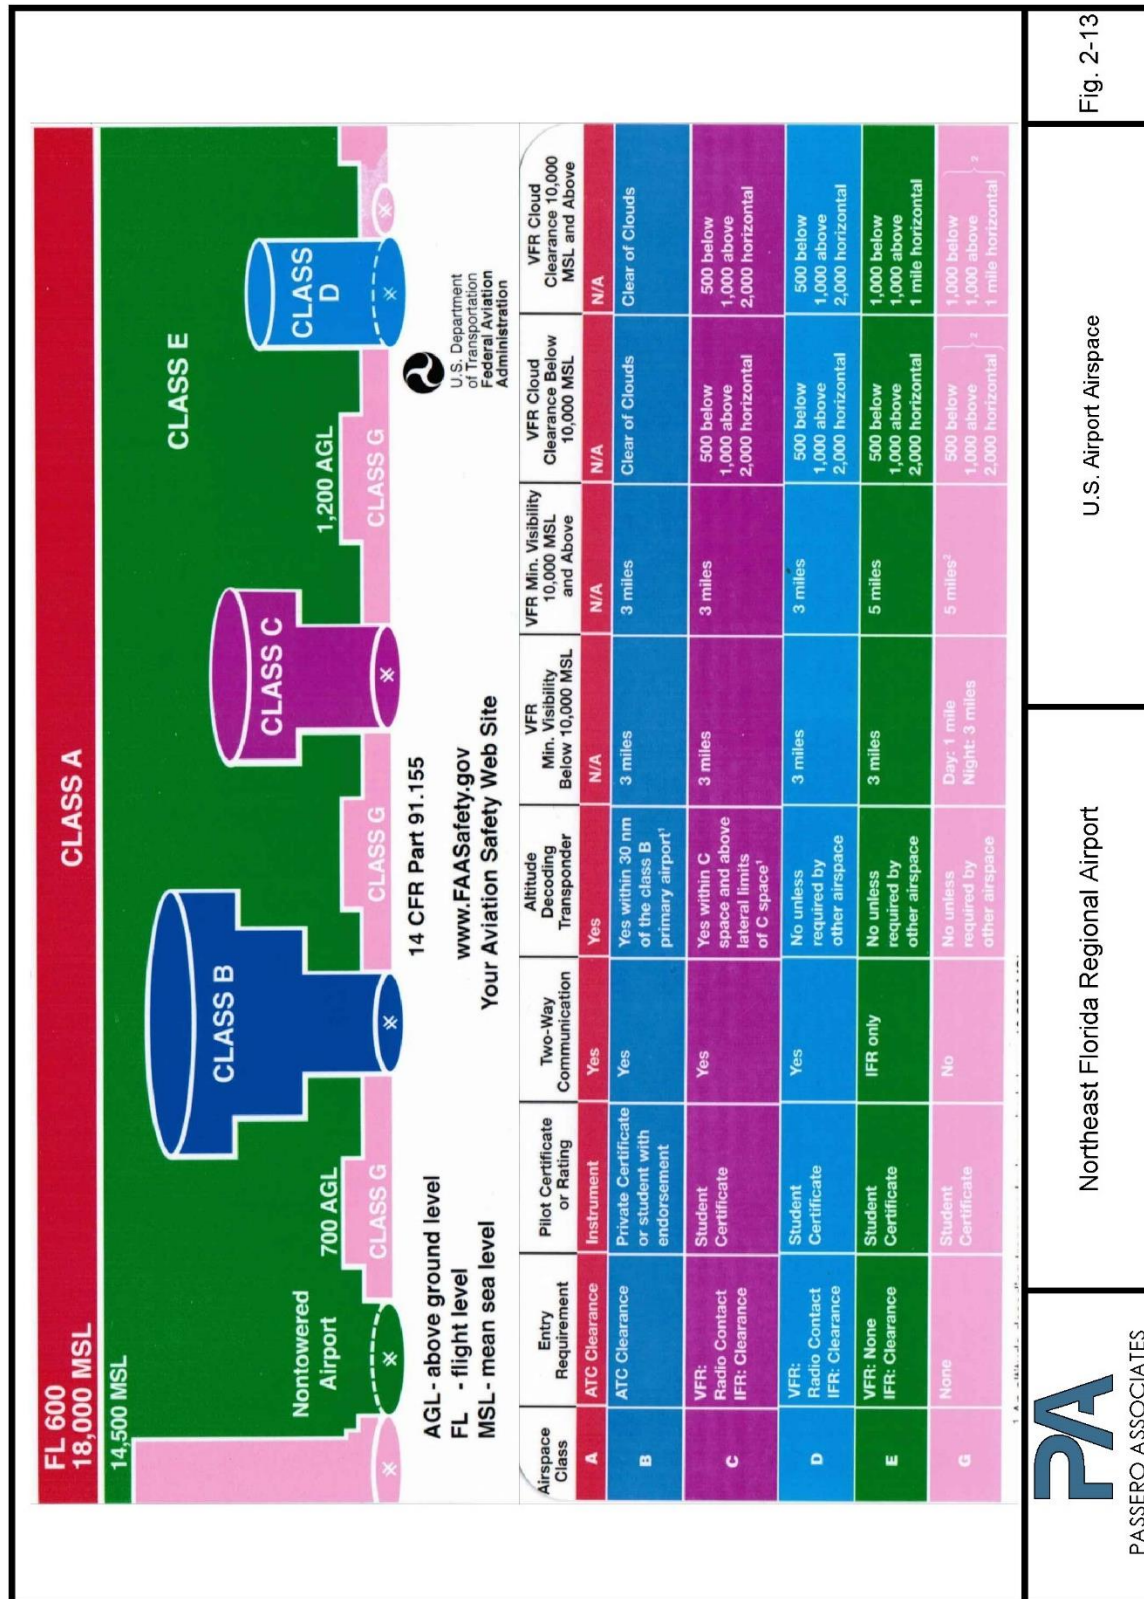 FL 600
18,000 MSL
CLASS A
14,500 MSL
CLASS E
Nontowered
Airport
700 AGL
CLASS G
CLASS B
CLASS G
CLASS C
1,200 AGL
CLASS G
CLASS
D
AGL - above ground level
FL - flight level
MSL - mean sea level
14 CFR Part 91.155
www.FAASafety.gov
Your Aviation Safety Web Site
U.S. Department
of Transportation
Federal Aviation
Administration
Airspace
Class
Entry
Requirement
Pilot Certificate
or Rating
Two-Way
Communication
Altitude
Decoding
Transponder
VFR
Min. Visibility
Below 10,000 MSL
VFR Min. Visibility
10,000 MSL
and Above
VFR Cloud
Clearance Below
10,000 MSL
VFR Cloud
Clearance 10,000
MSL and Above
A
ATC Clearance
Instrument
Yes
Yes
N/A
N/A
N/A
N/A
B
ATC Clearance
Private Certificate
or student with
endorsement
Yes
Yes within 30 nm
of the class B
primary airport¹
3 miles
3 miles
Clear of Clouds
Clear of Clouds
C
VFR:
Radio Contact
IFR: Clearance
Student
Certificate
Yes
Yes within C
space and above
lateral limits
of C space¹
3 miles
3 miles
500 below
1,000 above
2,000 horizontal
500 below
1,000 above
2,000 horizontal
D
VFR:
Radio Contact
IFR: Clearance
Student
Certificate
Yes
No unless
required by
other airspace
3 miles
3 miles
500 below
1,000 above
2,000 horizontal
500 below
1,000 above
2,000 horizontal
E
VFR: None
IFR: Clearance
Student
Certificate
IFR only
No unless
required by
other airspace
3 miles
5 miles
500 below
1,000 above
2,000 horizontal
1,000 below
1,000 above
1 mile horizontal
G
None
Student
Certificate
No
No unless
required by
other airspace
Day: 1 mile
Night: 3 miles
5 miles²
500 below
1,000 above
2,000 horizontal
2
1,000 below
1,000 above
1 mile horizontal
2
PA
PASSERO ASSOCIATES
Northeast Florida Regional Airport
U.S. Airport Airspace
Fig. 2-13